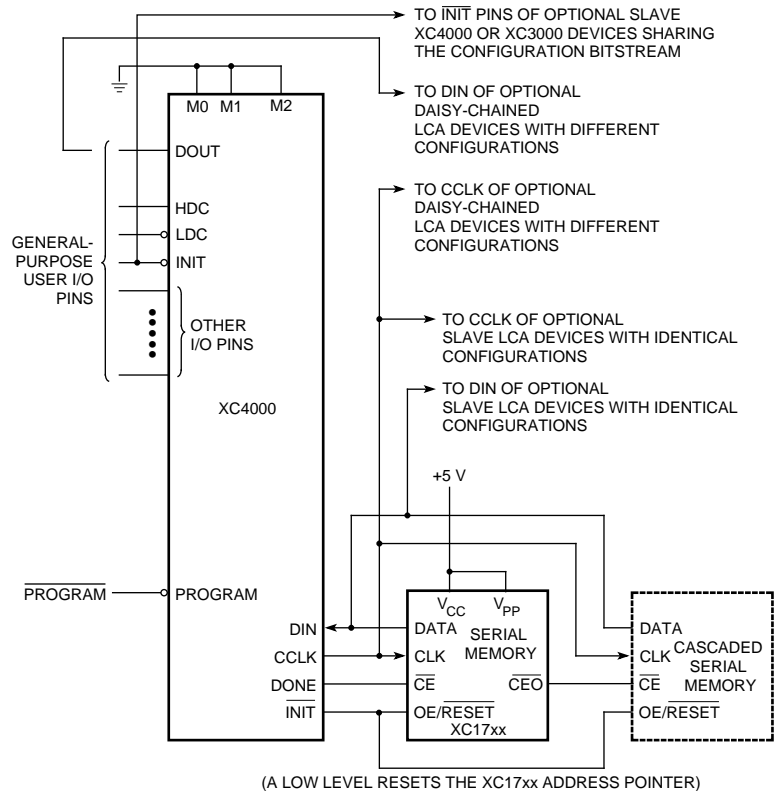 TO INIT PINS OF OPTIONAL SLAVE
XC4000 OR XC3000 DEVICES SHARING
THE CONFIGURATION BITSTREAM
TO DIN OF OPTIONAL
DAISY-CHAINED
LCA DEVICES WITH DIFFERENT
CONFIGURATIONS
M0 M1 M2
DOUT
TO CCLK OF OPTIONAL
DAISY-CHAINED
LCA DEVICES WITH DIFFERENT
CONFIGURATIONS
HDC
LDC
INIT
GENERAL-
PURPOSE
USER I/O
PINS
OTHER
I/O PINS
TO CCLK OF OPTIONAL
SLAVE LCA DEVICES WITH IDENTICAL
CONFIGURATIONS
TO DIN OF OPTIONAL
SLAVE LCA DEVICES WITH IDENTICAL
CONFIGURATIONS
XC4000
+5 V
PROGRAM
PROGRAM
DIN
CCLK
DONE
INIT
VCC VPP
DATA
CLK
CE
OE/RESET
SERIAL
MEMORY
CEO
XC17xx
DATA
CLK
CE
OE/RESET
CASCADED
SERIAL
MEMORY
(A LOW LEVEL RESETS THE XC17xx ADDRESS POINTER)